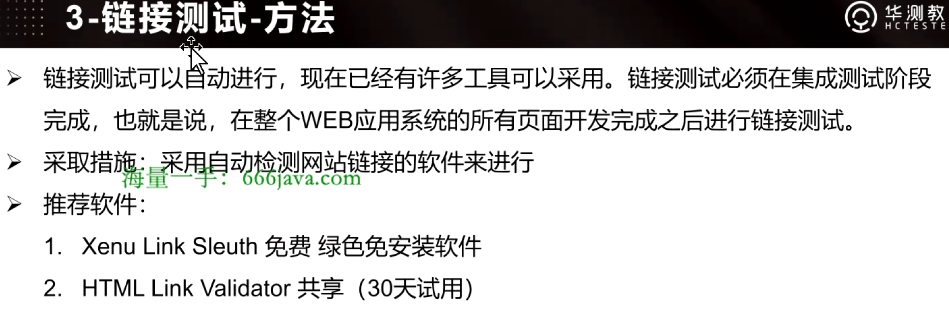 3-链接测试-方法
华测教
HCTESTE
➢ 链接测试可以自动进行，现在已经有许多工具可以采用。链接测试必须在集成测试阶段
完成，也就是说，在整个WEB应用系统的所有页面开发完成之后进行链接测试。
➢ 采取措施：采用自动检测网站链接的软件来进行
海量一手：666java.com
➢ 推荐软件：
1. Xenu Link Sleuth 免费 绿色免安装软件
2. HTML Link Validator 共享（30天试用）